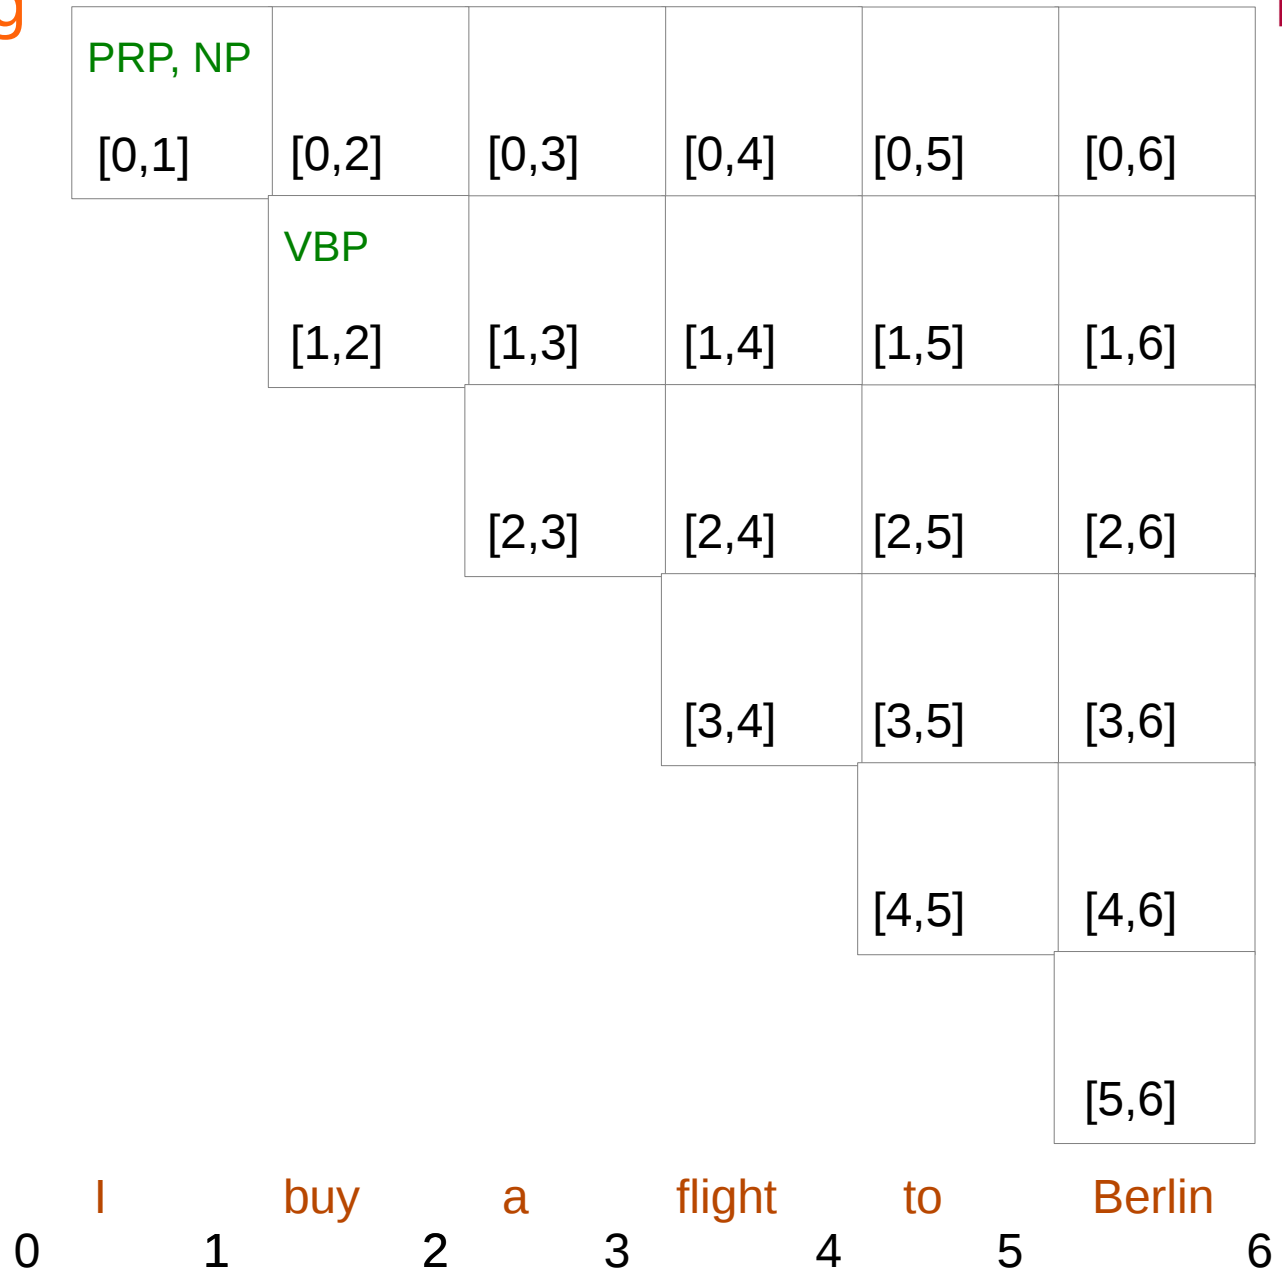 g
PRP, NP
[0,1] [0,2] [0,3] [0,4] [0,5] [0,6]
VBP
[1,2] [1,3] [1,4] [1,5] [1,6]
[2,3] [2,4] [2,5] [2,6]
[3,4] [3,5] [3,6]
[4,5] [4,6]
[5,6]
I buy a flight to Berlin
0 1 2 3 4 5 6